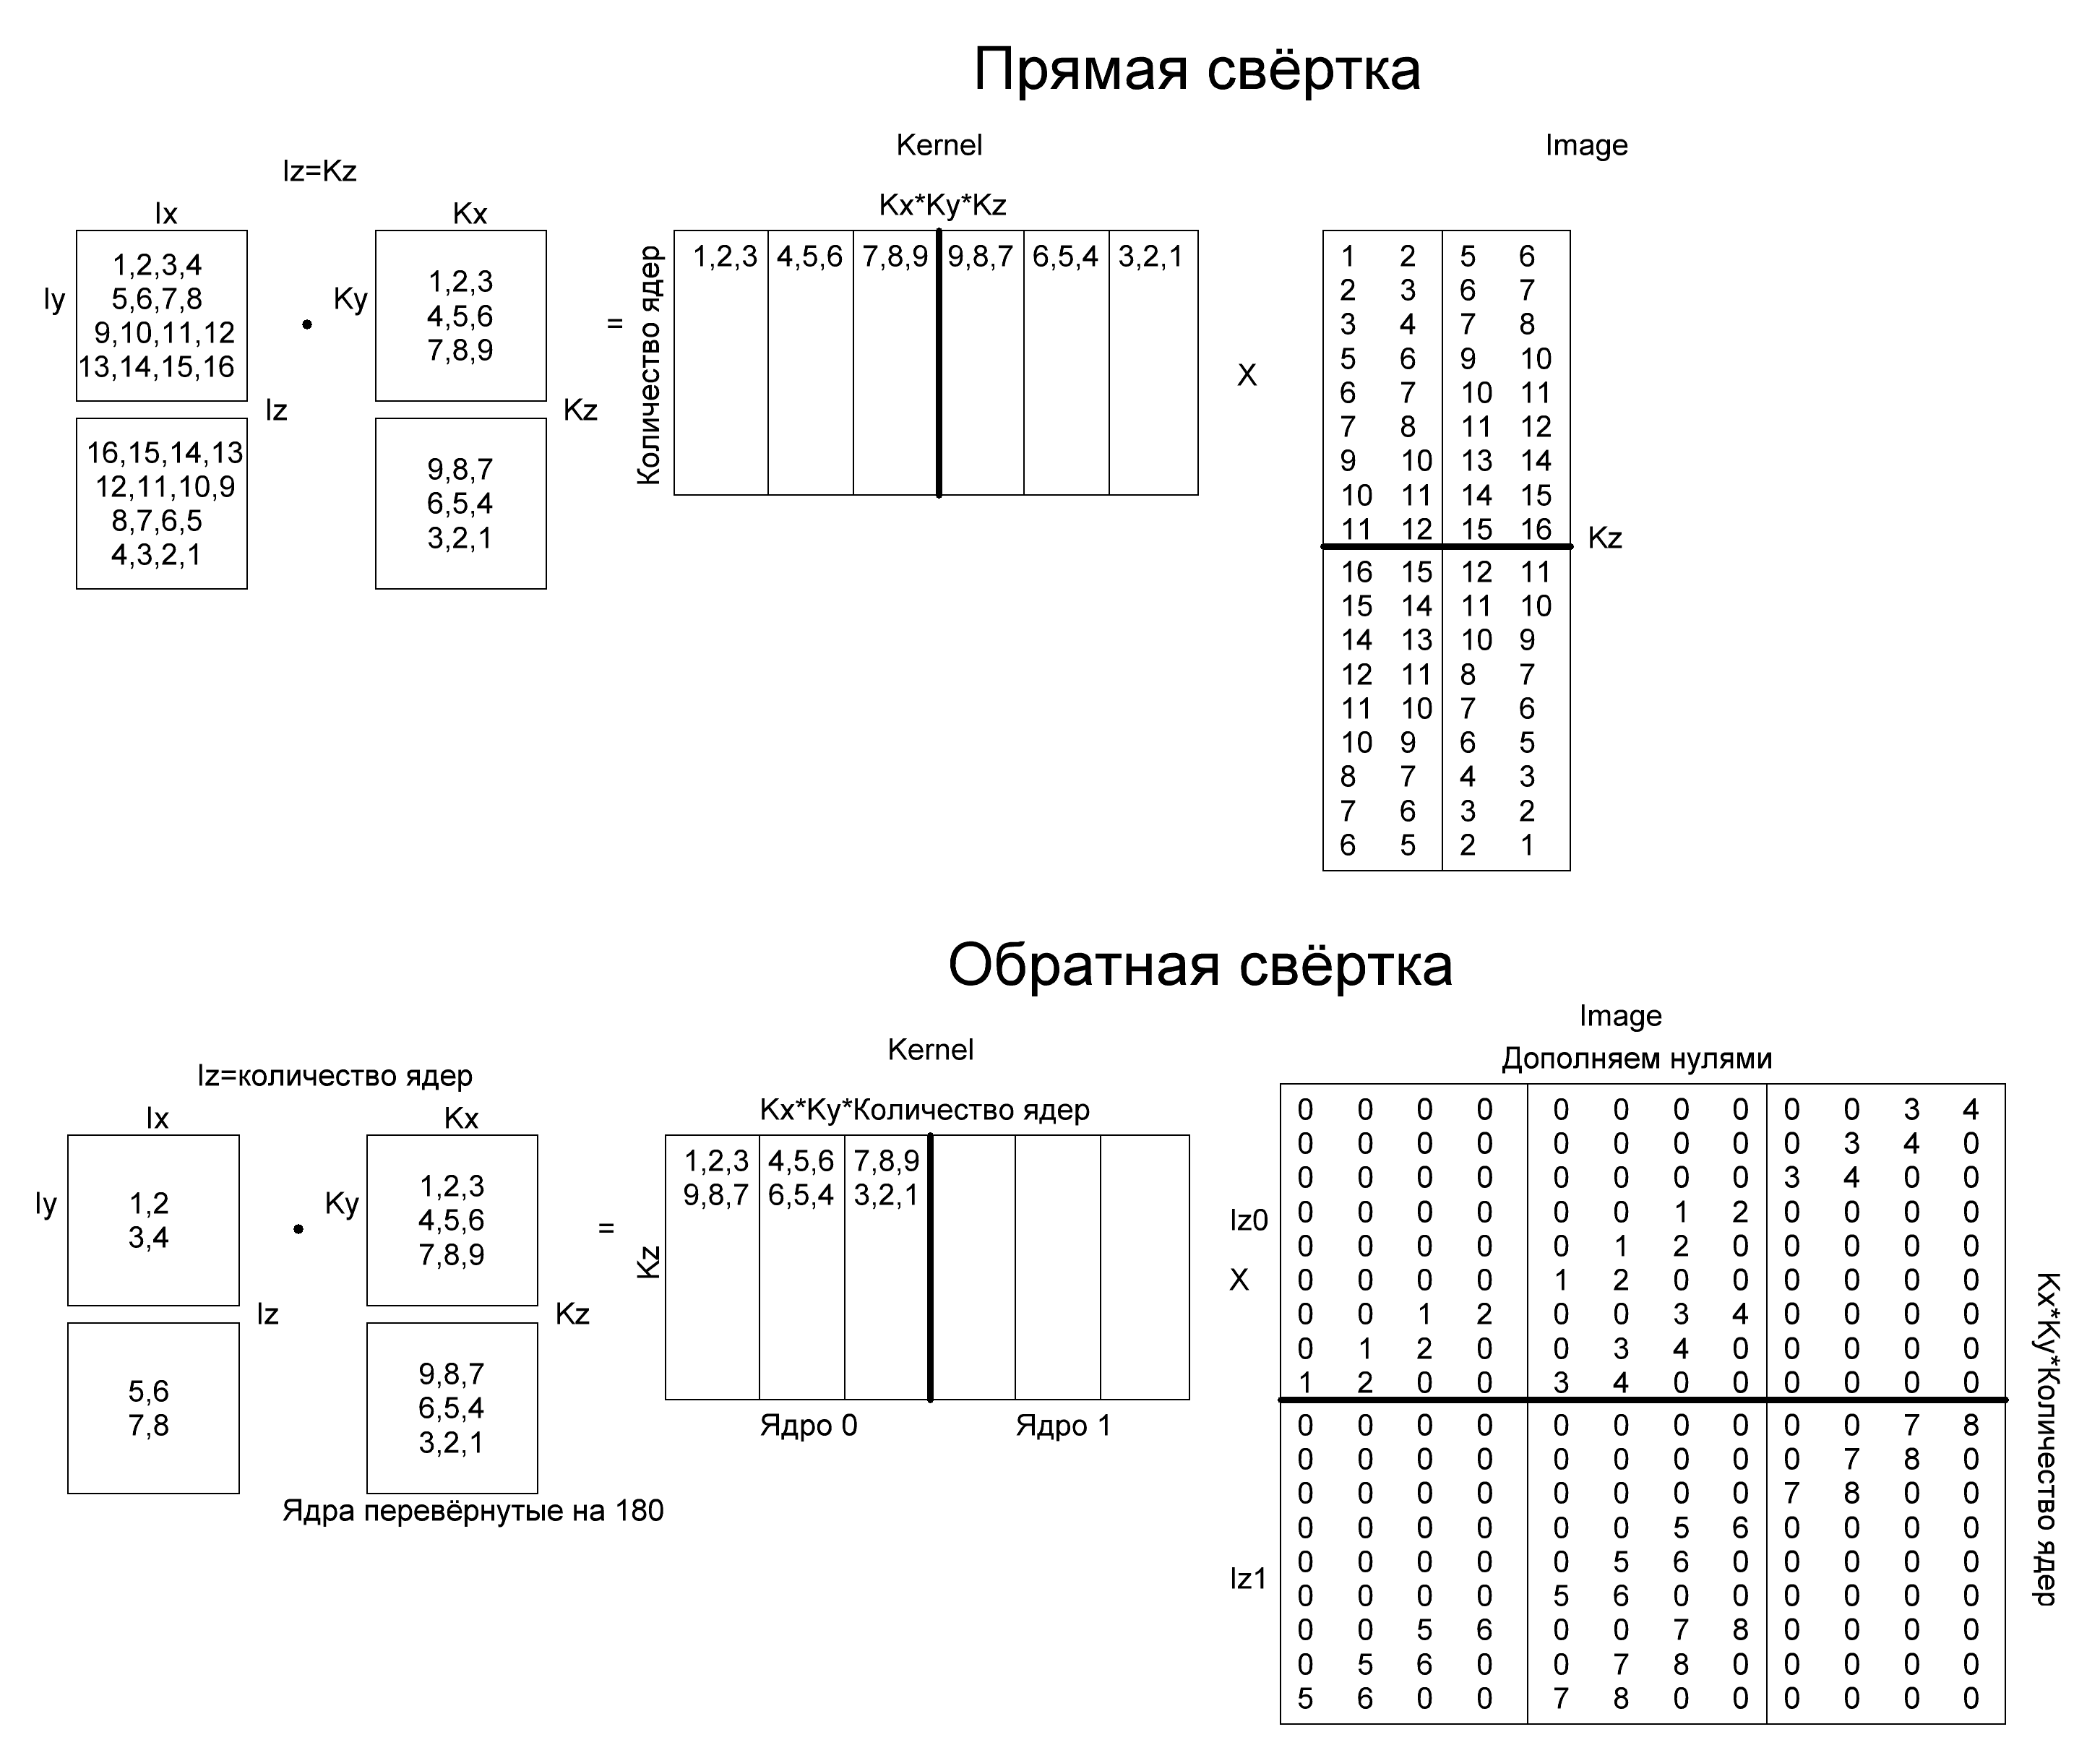 Прямая свёртка
Kernel
Image
Iz=Kz
Ix
Kx
Kx*Ky*Kz
Iy
1,2,3,4
5,6,7,8
9,10,11,12
13,14,15,16
Iz
16,15,14,13
12,11,10,9
8,7,6,5
4,3,2,1
•
Ky
1,2,3
4,5,6
7,8,9
Kz
9,8,7
6,5,4
3,2,1
=
Количество ядер
1,2,3 4,5,6 7,8,9 9,8,7 6,5,4 3,2,1
X
1 2 5 6
2 3 6 7
3 4 7 8
5 6 9 10
6 7 10 11
7 8 11 12
9 10 13 14
10 11 14 15
11 12 15 16
Kz
16 15 12 11
15 14 11 10
14 13 10 9
12 11 8 7
11 10 7 6
10 9 6 5
8 7 4 3
7 6 3 2
6 5 2 1
Обратная свёртка
Image
Kernel
Дополняем нулями
Iz=количество ядер
Ix
Kx
Kx*Ky*Количество ядер
Iy
1,2
3,4
Iz
5,6
7,8
•
Ky
1,2,3
4,5,6
7,8,9
Kz
9,8,7
6,5,4
3,2,1
Ядра перевёрнутые на 180
=
Kz
1,2,3 4,5,6 7,8,9
9,8,7 6,5,4 3,2,1
Ядро 0
Ядро 1
Iz0
X
0 0 0 0 0 0 0 0 0 0 3 4
0 0 0 0 0 0 0 0 0 3 4 0
0 0 0 0 0 0 0 0 3 4 0 0
0 0 0 0 0 0 1 2 0 0 0 0
0 0 0 0 0 1 2 0 0 0 0 0
0 0 0 0 1 2 0 0 0 0 0 0
0 0 1 2 0 0 3 4 0 0 0 0
0 1 2 0 0 3 4 0 0 0 0 0
1 2 0 0 3 4 0 0 0 0 0 0
Iz1
0 0 0 0 0 0 0 0 0 0 7 8
0 0 0 0 0 0 0 0 0 7 8 0
0 0 0 0 0 0 0 0 7 8 0 0
0 0 0 0 0 0 5 6 0 0 0 0
0 0 0 0 0 5 6 0 0 0 0 0
0 0 0 0 5 6 0 0 0 0 0 0
0 0 5 6 0 0 7 8 0 0 0 0
0 5 6 0 0 7 8 0 0 0 0 0
5 6 0 0 7 8 0 0 0 0 0 0
Kx*Ky*Количество ядер